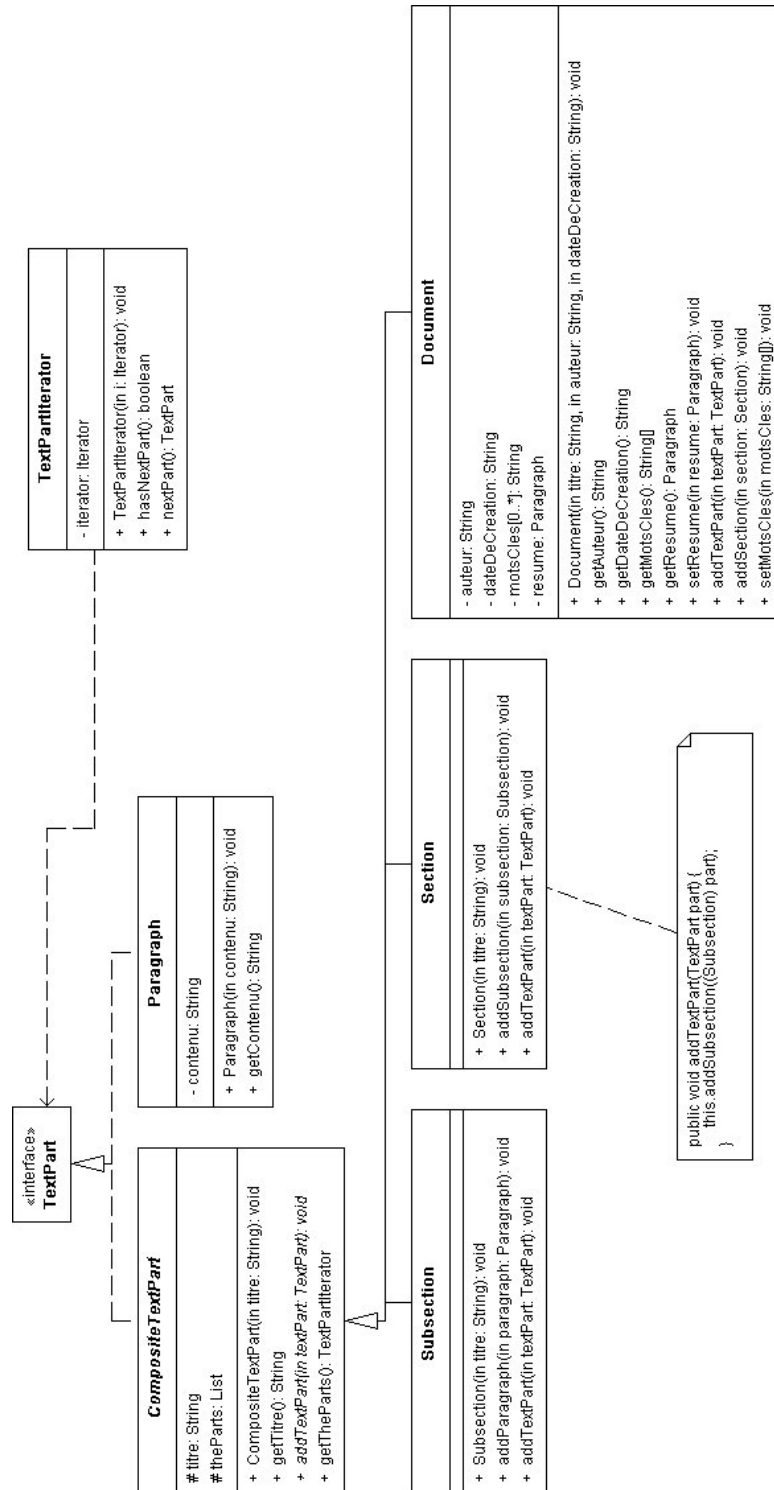 «interface»
TextPart
TextPartIterator
- iterator: Iterator
+ TextPartIterator(in i: Iterator): void
+ hasNextPart(): boolean
+ nextPart(): TextPart
CompositeTextPart
# titre: String
# theParts: List
+ CompositeTextPart(in titre: String): void
+ getTitre(): String
+ addTextPart(in textPart: TextPart): void
+ getTheParts(): TextPartIterator
Paragraph
- contenu: String
+ Paragraph(in contenu: String): void
+ getContenu(): String
Subsection
+ Subsection(in titre: String): void
+ addParagraph(in paragraph: Paragraph): void
+ addTextPart(in textPart: TextPart): void
Section
+ Section(in titre: String): void
+ addSubsection(in subsection: Subsection): void
+ addTextPart(in textPart: TextPart): void
Document
- auteur: String
- dateDeCreation: String
- motsCles[0..*]: String
- resume: Paragraph
+ Document(in titre: String, in auteur: String, in dateDeCreation: String): void
+ getAuteur(): String
+ getDateDeCreation(): String
+ getMotsCles(): String[]
+ getResume(): Paragraph
+ setResume(in resume: Paragraph): void
+ addTextPart(in textPart: TextPart): void
+ addSection(in section: Section): void
+ setMotsCles(in motsCles: String[]): void
public void addTextPart(TextPart part) {
this.addSubsection((Subsection) part);
}